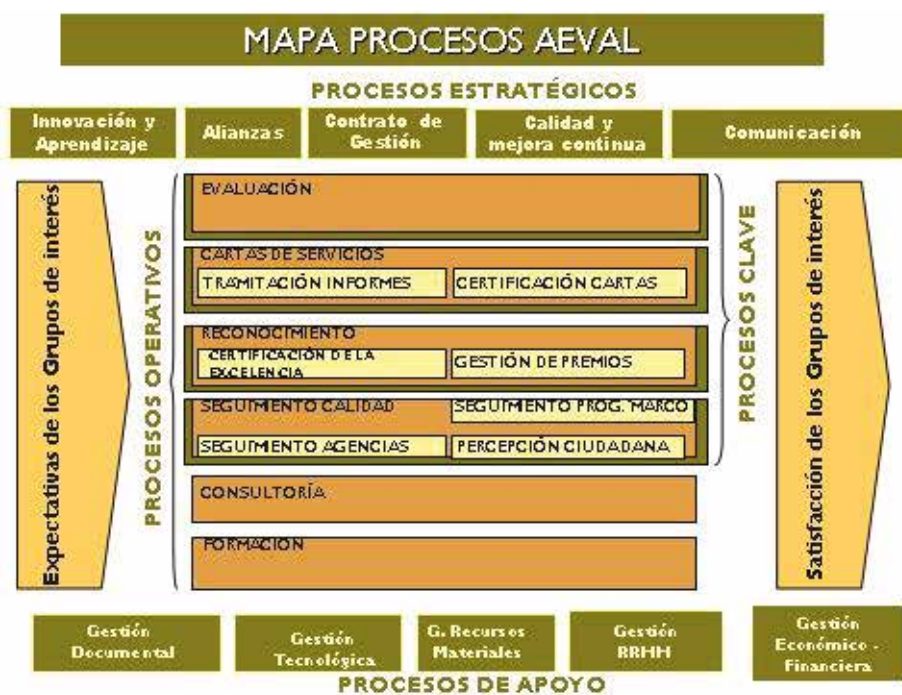 MAPA PROCESOS AEVAL
PROCESOS ESTRATÉGICOS
Innovación y
Aprendizaje
Alianzas
Contrato de
Gestión
Calidad y
mejora continua
Comunicación
Expectativas de los Grupos de interés
PROCESOS OPERATIVOS
EVALUACIÓN
CARTAS DE SERVICIOS
TRAMITACIÓN INFORMES
CERTIFICACIÓN CARTAS
RECONOCIMIENTO
CERTIFICACIÓN DE LA
EXCELENCIA
GESTIÓN DE PREMIOS
SEGUIMIENTO CALIDAD
SEGUIMIENTO PROG. MARCO
SEGUIMIENTO AGENCIAS
PERCEPCIÓN CIUDADANA
CONSULTORÍA
FORMACIÓN
PROCESOS CLAVE
Satisfacción de los Grupos de interés
Gestión
Documental
Gestión
Tecnológica
G. Recursos
Materiales
Gestión
RRHH
Gestión
Económico -
Financiera
PROCESOS DE APOYO